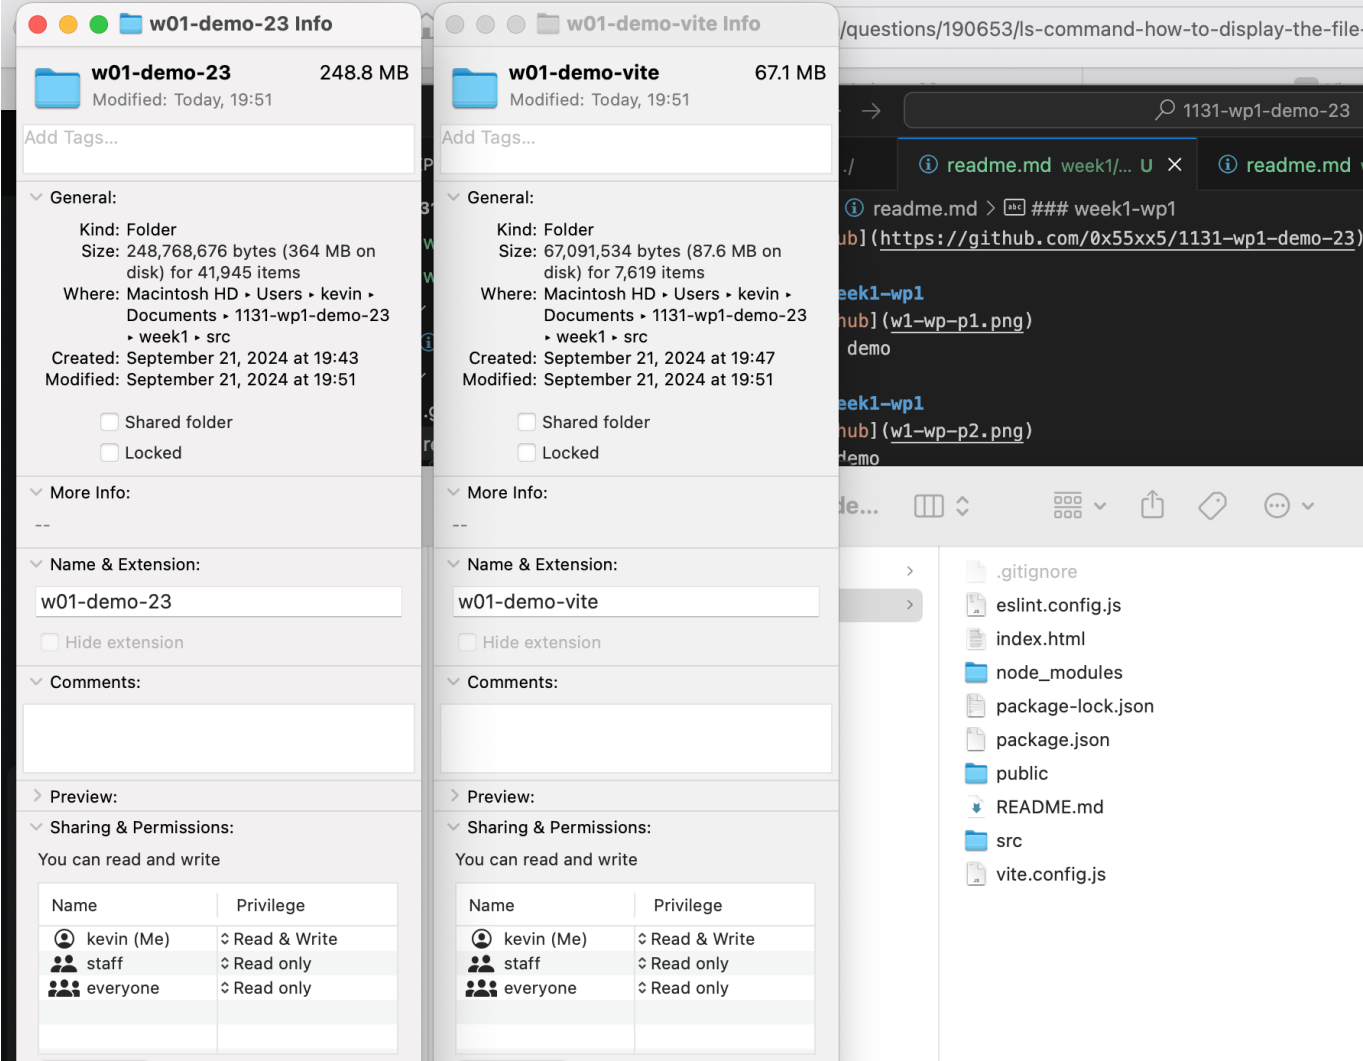 w01-demo-23 Info
w01-demo-23
248.8 MB
Modified: Today, 19:51
Add Tags...
General:
Kind: Folder
Size: 248,768,676 bytes (364 MB on
disk) for 41,945 items
Where: Macintosh HD ▸ Users ▸ kevin ▸
Documents ▸ 1131-wp1-demo-23
▸ week1 ▸ src
Created: September 21, 2024 at 19:43
Modified: September 21, 2024 at 19:51
Shared folder
Locked
More Info:
--
Name & Extension:
w01-demo-23
Hide extension
Comments:
Preview:
Sharing & Permissions:
You can read and write
Name Privilege
kevin (Me) Read & Write
staff Read only
everyone Read only
w01-demo-vite Info
w01-demo-vite
67.1 MB
Modified: Today, 19:51
Add Tags...
General:
Kind: Folder
Size: 67,091,534 bytes (87.6 MB on
disk) for 7,619 items
Where: Macintosh HD ▸ Users ▸ kevin ▸
Documents ▸ 1131-wp1-demo-23
▸ week1 ▸ src
Created: September 21, 2024 at 19:47
Modified: September 21, 2024 at 19:51
Shared folder
Locked
More Info:
--
Name & Extension:
w01-demo-vite
Hide extension
Comments:
Preview:
Sharing & Permissions:
You can read and write
Name Privilege
kevin (Me) Read & Write
staff Read only
everyone Read only
/questions/190653/ls-command-how-to-display-the-file-
1131-wp1-demo-23
./
readme.md week1/... U
readme.md
readme.md > ### week1-wp1
ub](https://github.com/0x55xx5/1131-wp1-demo-23)
eek1-wp1
hub](w1-wp-p1.png)
demo
eek1-wp1
hub](w1-wp-p2.png)
demo
de...
.gitignore
eslint.config.js
index.html
node_modules
package-lock.json
package.json
public
README.md
src
vite.config.js